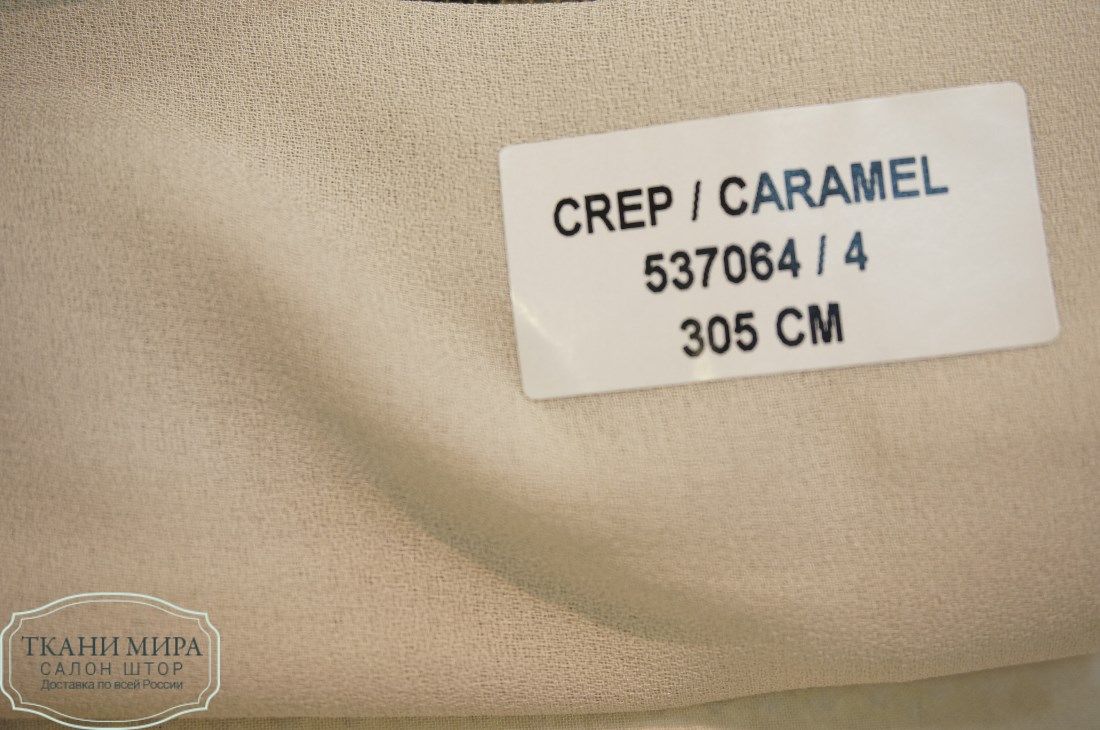 CREP / CARAMEL
537064 / 4
305 CM
ТКАНИ МИРА
САЛОН ШТОР
Доставка по всей России